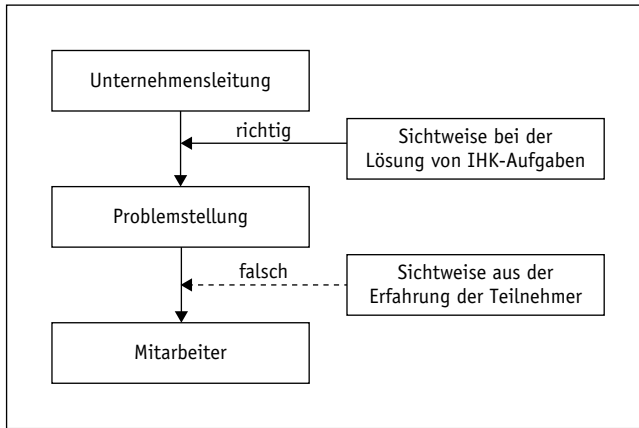 Unternehmensleitung
richtig
Sichtweise bei der
Lösung von IHK-Aufgaben
Problemstellung
falsch
Sichtweise aus der
Erfahrung der Teilnehmer
Mitarbeiter